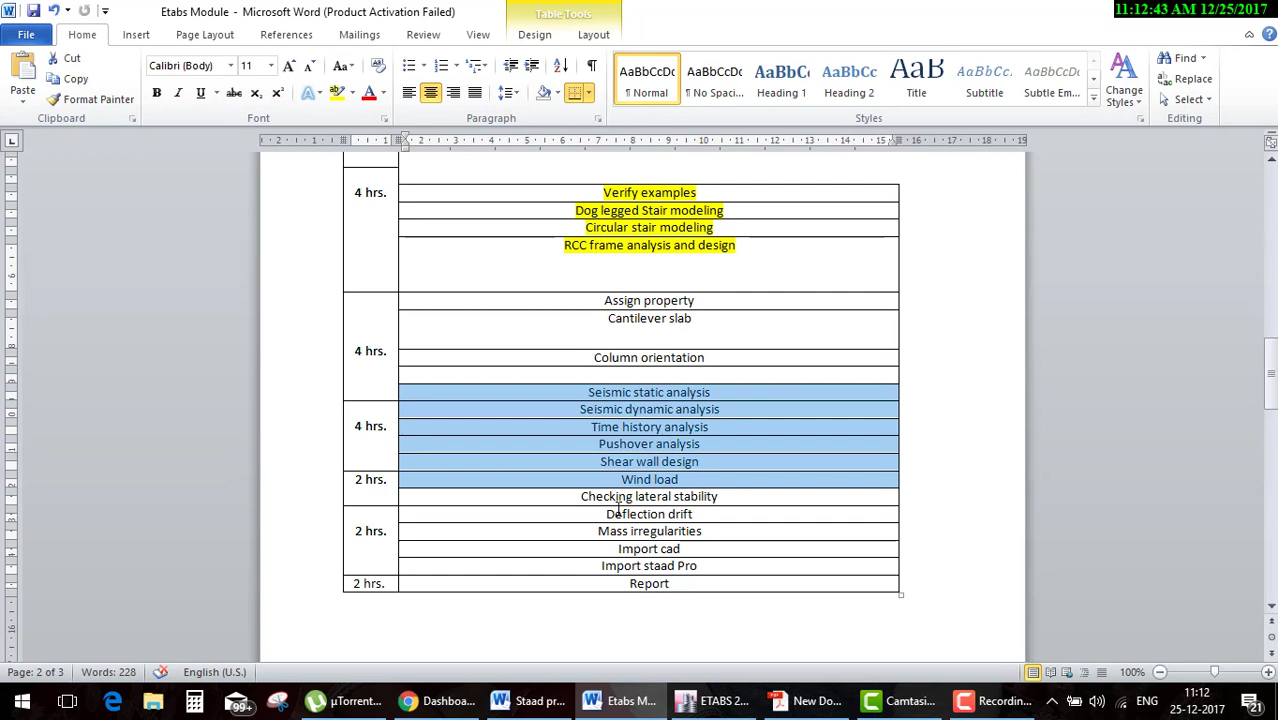 Etabs Module - Microsoft Word (Product Activation Failed)
Table Tools
11:12:43 AM 12/25/2017
File Home Insert Page Layout References Mailings Review View Design Layout
Paste
Cut
Copy
Format Painter
Clipboard
Calibri (Body) 11
Font
Paragraph
AaBbCcDc AaBbCcDc AaBbC AaBbCc AaB AaBbCcD AaBbCcD
¶ Normal ¶ No Spaci... Heading 1 Heading 2 Title Subtitle Subtle Em...
Change
Styles
Styles
Find
Replace
Select
Editing
4 hrs.
Verify examples
Dog legged Stair modeling
Circular stair modeling
RCC frame analysis and design
4 hrs.
Assign property
Cantilever slab
Column orientation
Seismic static analysis
4 hrs.
Seismic dynamic analysis
Time history analysis
Pushover analysis
Shear wall design
2 hrs.
Wind load
Checking lateral stability
2 hrs.
Deflection drift
Mass irregularities
Import cad
Import staad Pro
2 hrs.
Report
Page: 2 of 3 Words: 228 English (U.S.) 100%
99+ µTorrent... Dashboa... Staad pr... Etabs M... ETABS 2... New Do... Camtasi... Recordin... ENG 11:12
25-12-2017
21